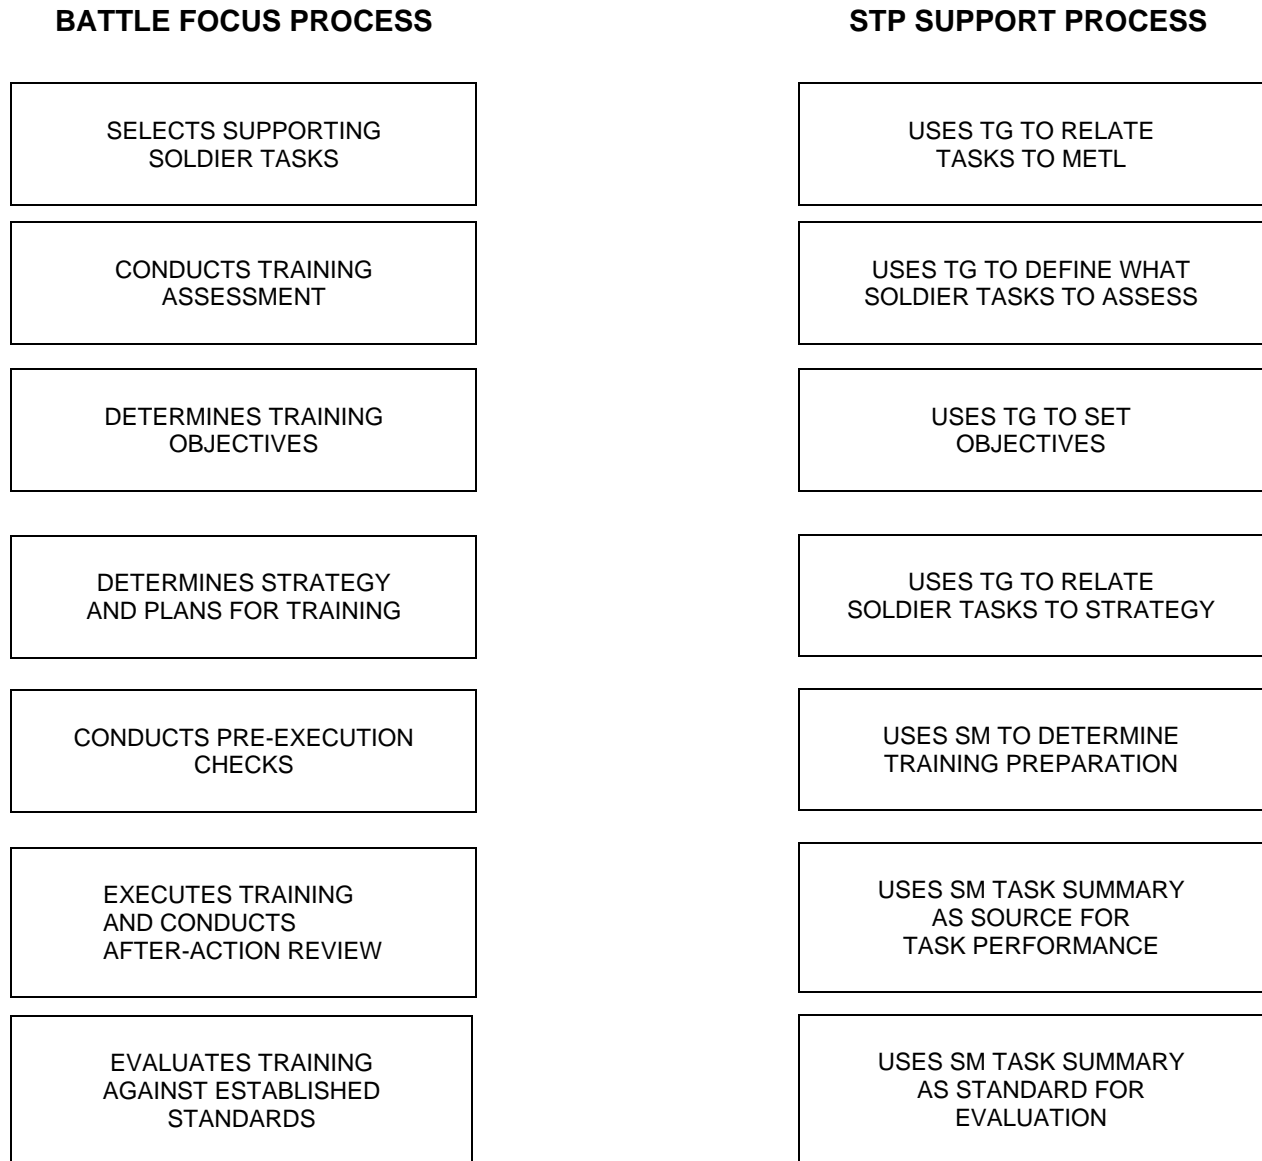 BATTLE FOCUS PROCESS
STP SUPPORT PROCESS
SELECTS SUPPORTING
SOLDIER TASKS
USES TG TO RELATE
TASKS TO METL
CONDUCTS TRAINING
ASSESSMENT
USES TG TO DEFINE WHAT
SOLDIER TASKS TO ASSESS
DETERMINES TRAINING
OBJECTIVES
USES TG TO SET
OBJECTIVES
DETERMINES STRATEGY
AND PLANS FOR TRAINING
USES TG TO RELATE
SOLDIER TASKS TO STRATEGY
CONDUCTS PRE-EXECUTION
CHECKS
USES SM TO DETERMINE
TRAINING PREPARATION
EXECUTES TRAINING
AND CONDUCTS
AFTER-ACTION REVIEW
USES SM TASK SUMMARY
AS SOURCE FOR
TASK PERFORMANCE
EVALUATES TRAINING
AGAINST ESTABLISHED
STANDARDS
USES SM TASK SUMMARY
AS STANDARD FOR
EVALUATION